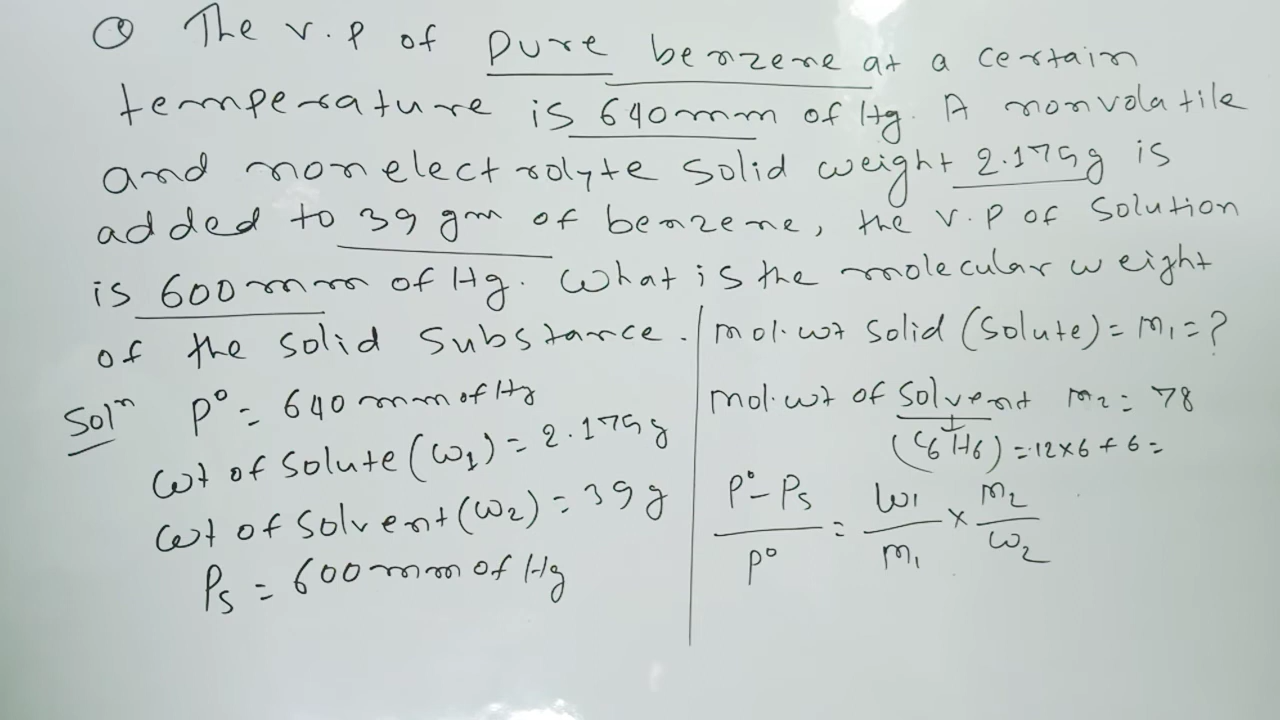 Q The v.p of pure benzene at a certain
temperature is 640mm of Hg. A nonvolatile
and nonelectrolyte solid weight 2.175g is
added to 39 gm of benzene, the v.p of solution
is 600mm of Hg. What is the molecular weight
of the solid substance.
Solⁿ P° = 640 mm of Hg
wt of solute (w₁) = 2.175g
wt of solvent (w₂) = 39g
Pₛ = 600mm of Hg
mol.wt solid (solute) = m₁ = ?
mol.wt of solvent m₂ = 78
(C₆H₆) = 12×6+6=
P°-Pₛ / P° = w₁ / m₁ × m₂ / w₂